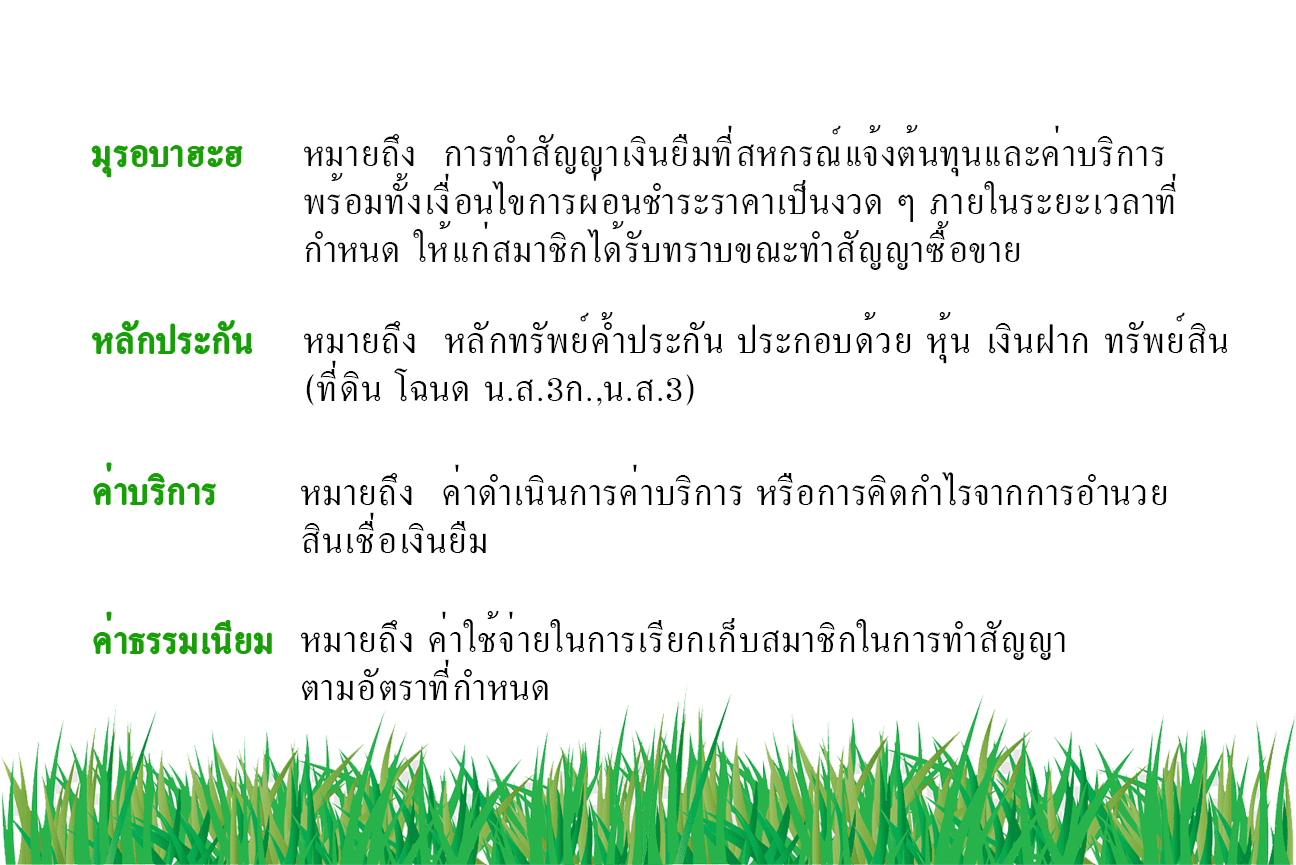 มุรอบาฮะฮ หมายถึง การทำสัญญาเงินยืมที่สหกรณ์แจ้งต้นทุนและค่าบริการ
พร้อมทั้งเงื่อนไขการผ่อนชำระราคาเป็นงวด ๆ ภายในระยะเวลาที่
กำหนด ให้แก่สมาชิกได้รับทราบขณะทำสัญญาซื้อขาย
หลักประกัน หมายถึง หลักทรัพย์ค้ำประกัน ประกอบด้วย หุ้น เงินฝาก ทรัพย์สิน
(ที่ดิน โฉนด น.ส.3ก.,น.ส.3)
ค่าบริการ หมายถึง ค่าดำเนินการค่าบริการ หรือการคิดกำไรจากการอำนวย
สินเชื่อเงินยืม
ค่าธรรมเนียม หมายถึง ค่าใช้จ่ายในการเรียกเก็บสมาชิกในการทำสัญญา
ตามอัตราที่กำหนด